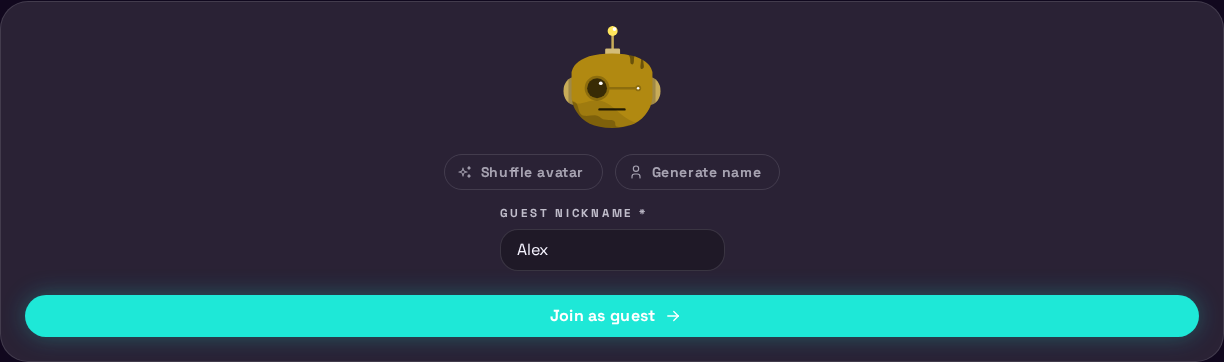 Shuffle avatar
Generate name
GUEST NICKNAME *
Alex
Join as guest →